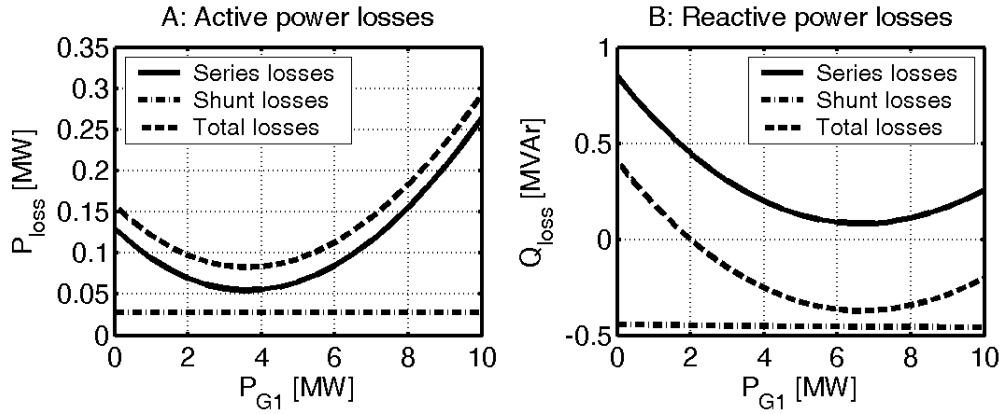 A: Active power losses
0.35
0.3
0.25
0.2
0.15
0.1
0.05
0
P_loss [MW]
Series losses
Shunt losses
Total losses
0 2 4 6 8 10
P_G1 [MW]
B: Reactive power losses
1
0.5
0
-0.5
Q_loss [MVAr]
Series losses
Shunt losses
Total losses
0 2 4 6 8 10
P_G1 [MW]